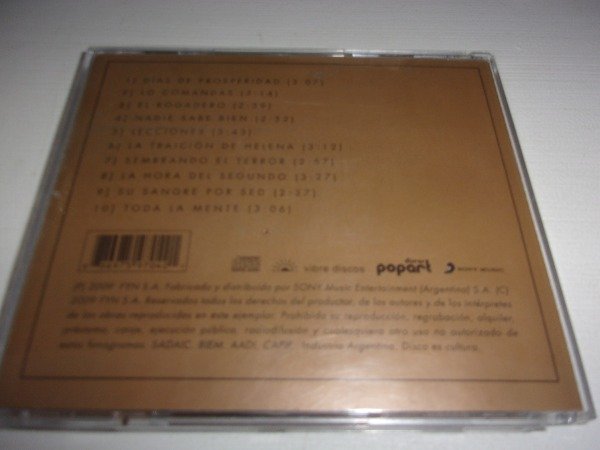 1] DÍAS DE PROSPERIDAD (3:07)
2] LO COMANDAS (3:14)
3] EL RODADERO (2:59)
4] NADIE SABE BIEN (2:52)
5] LECCIONES (3:43)
6] LA TRAICIÓN DE HELENA (3:12)
7] SEMBRANDO EL TERROR (2:57)
8] LA HORA DEL SEGUNDO (3:27)
9] SU SANGRE POR SED (2:37)
10] TODA LA MENTE (3:06)
vibra discos popart SONY MUSIC
(P) 2009 S.A. Fabricado y distribuido por SONY Music Entertainment (Argentina) S.A. (C)
2009 S.A. Reservados todos los derechos del productor, de los autores y de los intérpretes
de las obras reproducidas en este ejemplar. Prohibida su reproducción, regrabación, alquiler,
préstamo, canje, ejecución pública, radiodifusión y cualesquiera otro uso no autorizado de
estos fonogramas. SADAIC. BIEM. AADI. CAPIF. Industria Argentina. Disco es cultura.